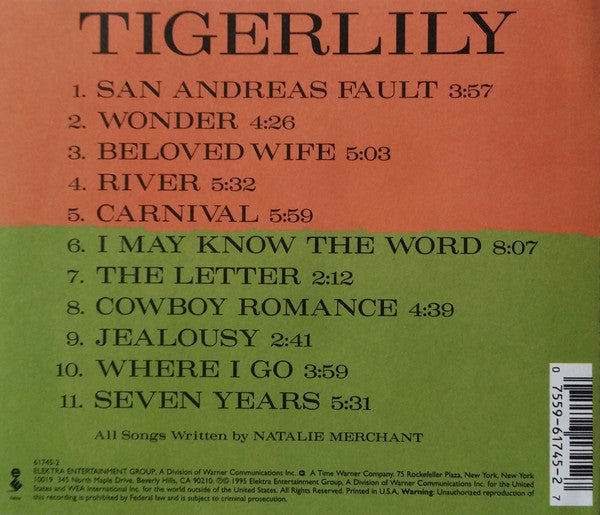 TIGERLILY
1. SAN ANDREAS FAULT 3:57
2. WONDER 4:26
3. BELOVED WIFE 5:03
4. RIVER 5:32
5. CARNIVAL 5:59
6. I MAY KNOW THE WORD 8:07
7. THE LETTER 2:12
8. COWBOY ROMANCE 4:39
9. JEALOUSY 2:41
10. WHERE I GO 3:59
11. SEVEN YEARS 5:31
All Songs Written by NATALIE MERCHANT
0 7559-61745-2 7
61745-2
ELEKTRA ENTERTAINMENT GROUP, A Division of Warner Communications Inc. A Time Warner Company. 75 Rockefeller Plaza, New York, New York
10019 345 North Maple Drive, Beverly Hills, CA 90210. ℗© 1995 Elektra Entertainment Group, A Division of Warner Communications Inc. for the United
States and WEA International Inc. for the world outside of the United States. All Rights Reserved. Printed in U.S.A. Warning: Unauthorized reproduction of
this recording is prohibited by Federal law and is subject to criminal prosecution.